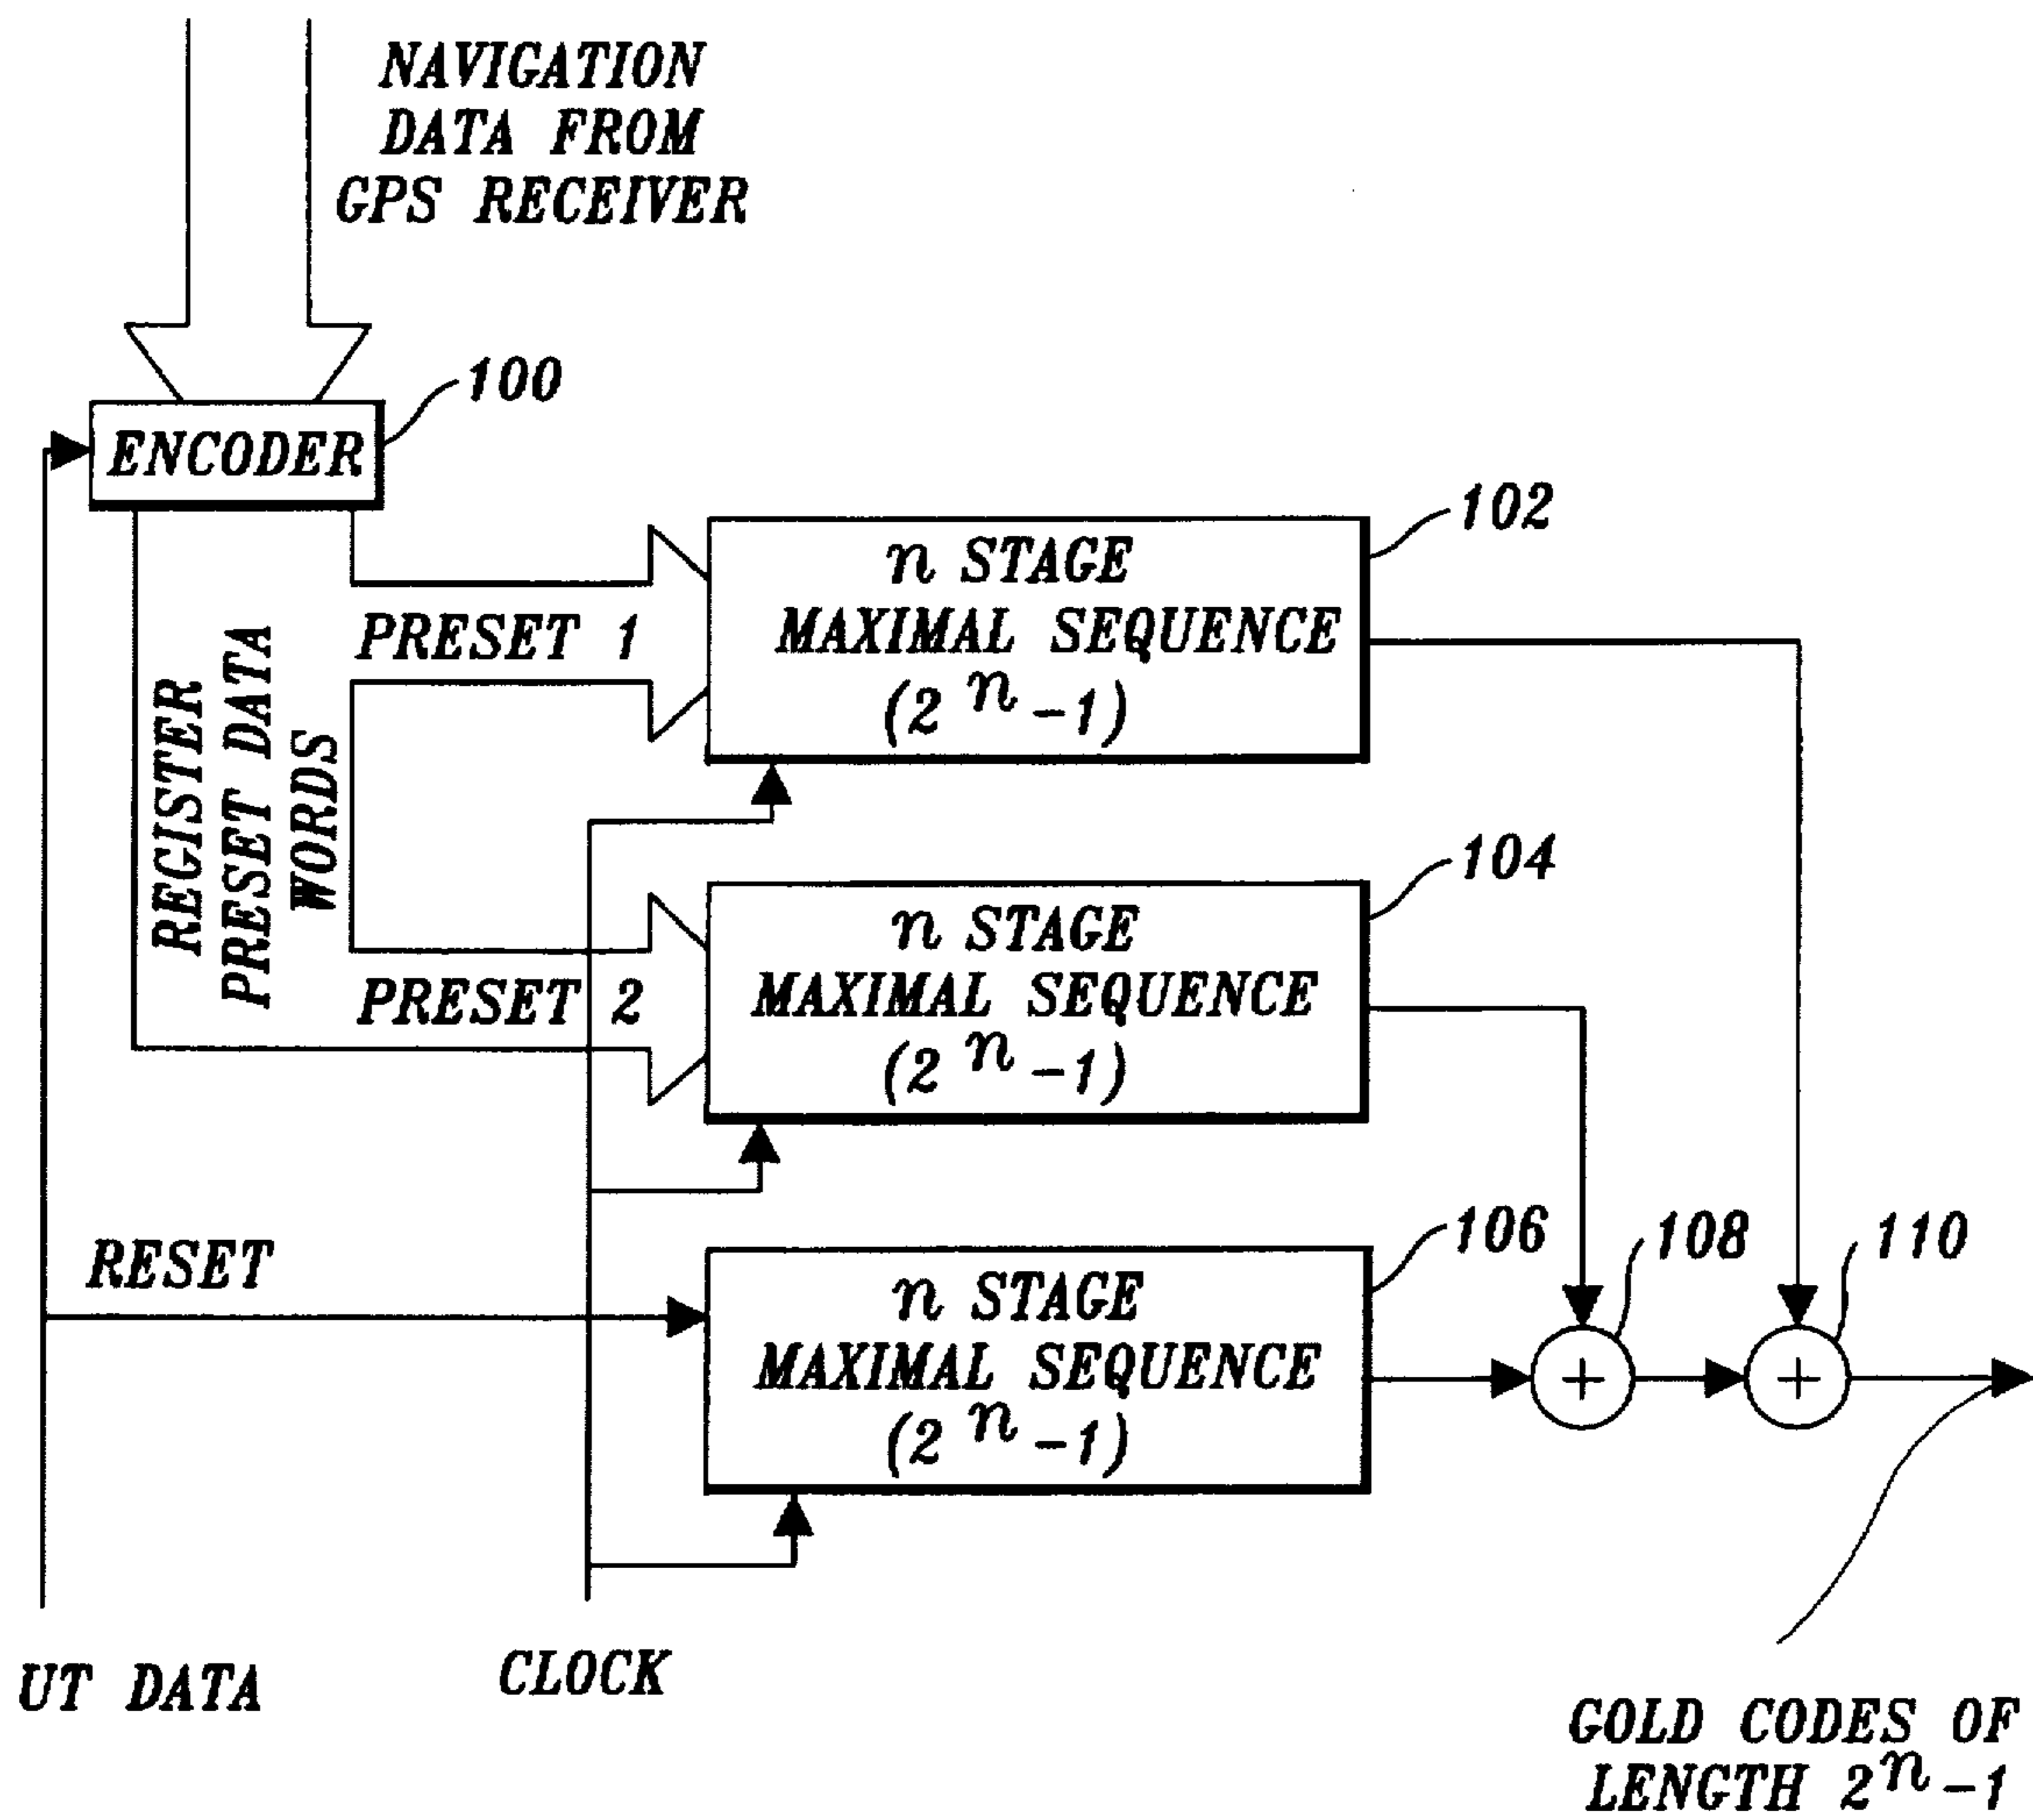 NAVIGATION
DATA FROM
GPS RECEIVER
100
ENCODER
102
n STAGE
MAXIMAL SEQUENCE
(2^n -1)
PRESET 1
REGISTER
PRESET DATA
WORDS
104
n STAGE
MAXIMAL SEQUENCE
(2^n -1)
PRESET 2
106
108
110
RESET
n STAGE
MAXIMAL SEQUENCE
(2^n -1)
+
+
UT DATA
CLOCK
GOLD CODES OF
LENGTH 2^n -1